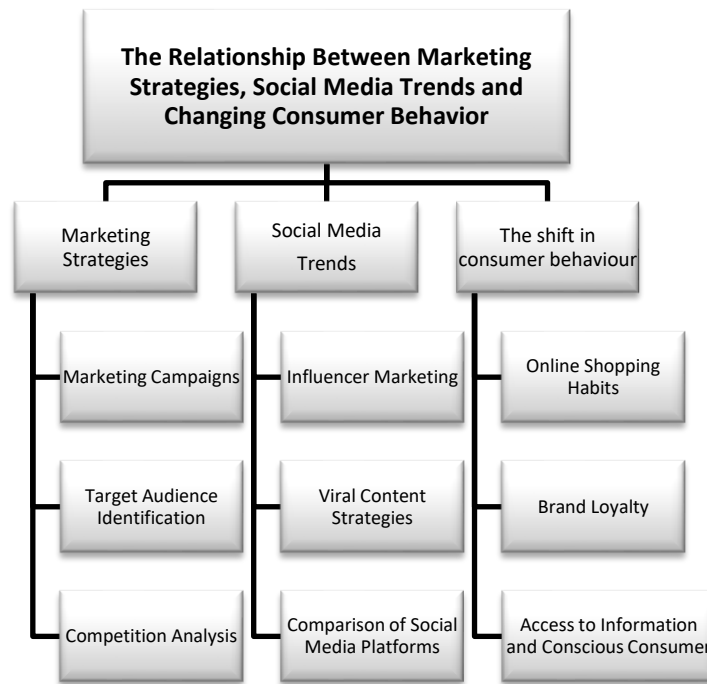 The Relationship Between Marketing
Strategies, Social Media Trends and
Changing Consumer Behavior
Marketing
Strategies
Marketing Campaigns
Target Audience
Identification
Competition Analysis
Social Media
Trends
Influencer Marketing
Viral Content
Strategies
Comparison of Social
Media Platforms
The shift in
consumer behaviour
Online Shopping
Habits
Brand Loyalty
Access to Information
and Conscious Consumer